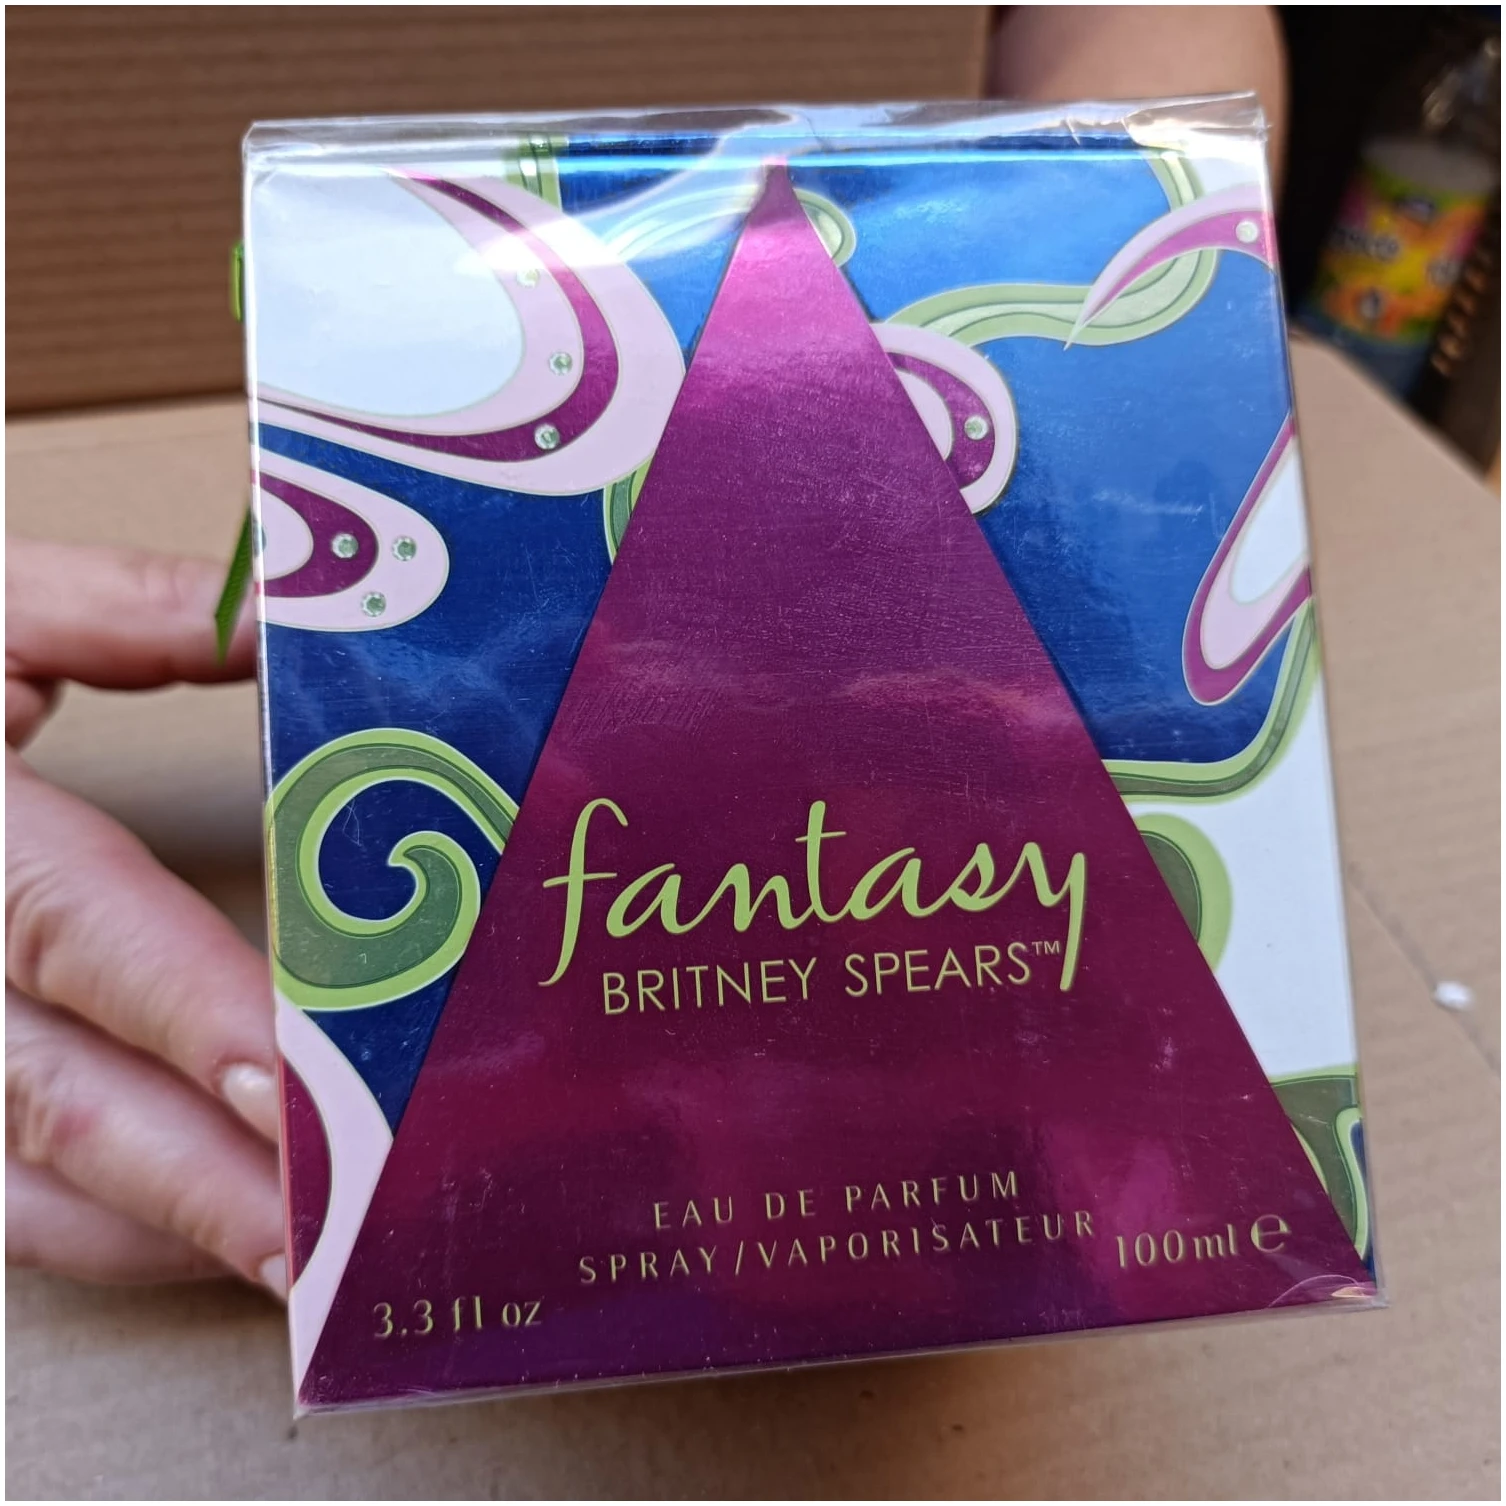 fantasy
BRITNEY SPEARS™
EAU DE PARFUM
SPRAY/VAPORISATEUR
100ml e
3.3 fl oz